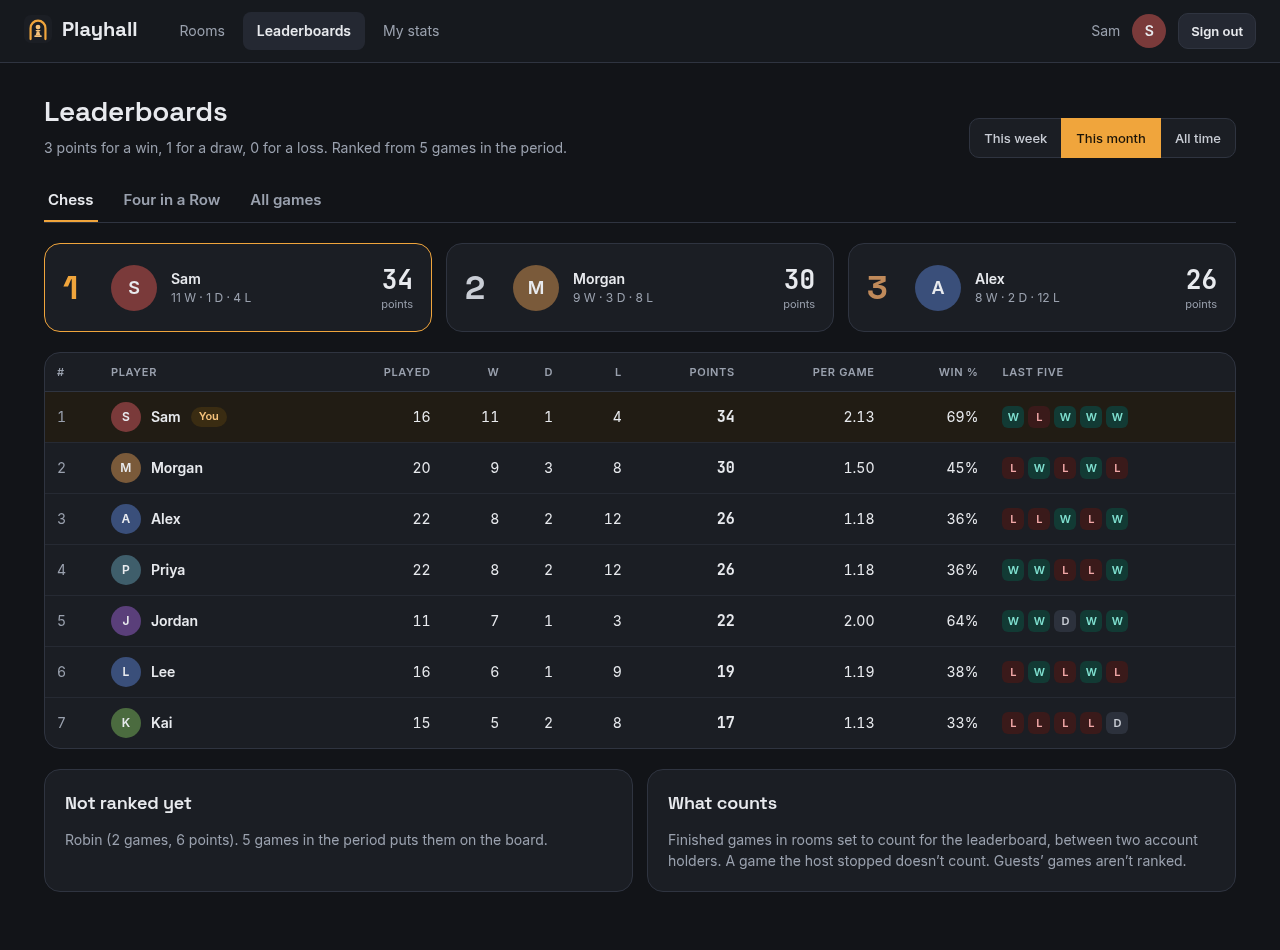 Playhall Rooms Leaderboards My stats Sam S Sign out
Leaderboards
3 points for a win, 1 for a draw, 0 for a loss. Ranked from 5 games in the period.
This week This month All time
Chess Four in a Row All games
1 S Sam 11 W · 1 D · 4 L 34 points
2 M Morgan 9 W · 3 D · 8 L 30 points
3 A Alex 8 W · 2 D · 12 L 26 points
# PLAYER PLAYED W D L POINTS PER GAME WIN % LAST FIVE
1 S Sam You 16 11 1 4 34 2.13 69% W L W W W
2 M Morgan 20 9 3 8 30 1.50 45% L W L W L
3 A Alex 22 8 2 12 26 1.18 36% L L W L W
4 P Priya 22 8 2 12 26 1.18 36% W W L L W
5 J Jordan 11 7 1 3 22 2.00 64% W W D W W
6 L Lee 16 6 1 9 19 1.19 38% L W L W L
7 K Kai 15 5 2 8 17 1.13 33% L L L L D
Not ranked yet
Robin (2 games, 6 points). 5 games in the period puts them on the board.
What counts
Finished games in rooms set to count for the leaderboard, between two account
holders. A game the host stopped doesn’t count. Guests’ games aren’t ranked.